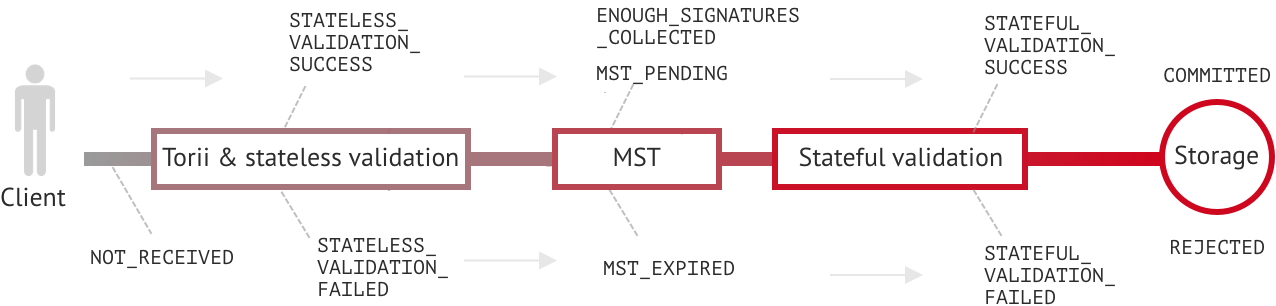 STATELESS_
VALIDATION_
SUCCESS
ENOUGH_SIGNATURES
_COLLECTED
MST_PENDING
STATEFUL_
VALIDATION_
SUCCESS
COMMITTED
Client
Torii & stateless validation
MST
Stateful validation
Storage
NOT_RECEIVED
STATELESS_
VALIDATION_
FAILED
MST_EXPIRED
STATEFUL_
VALIDATION_
FAILED
REJECTED